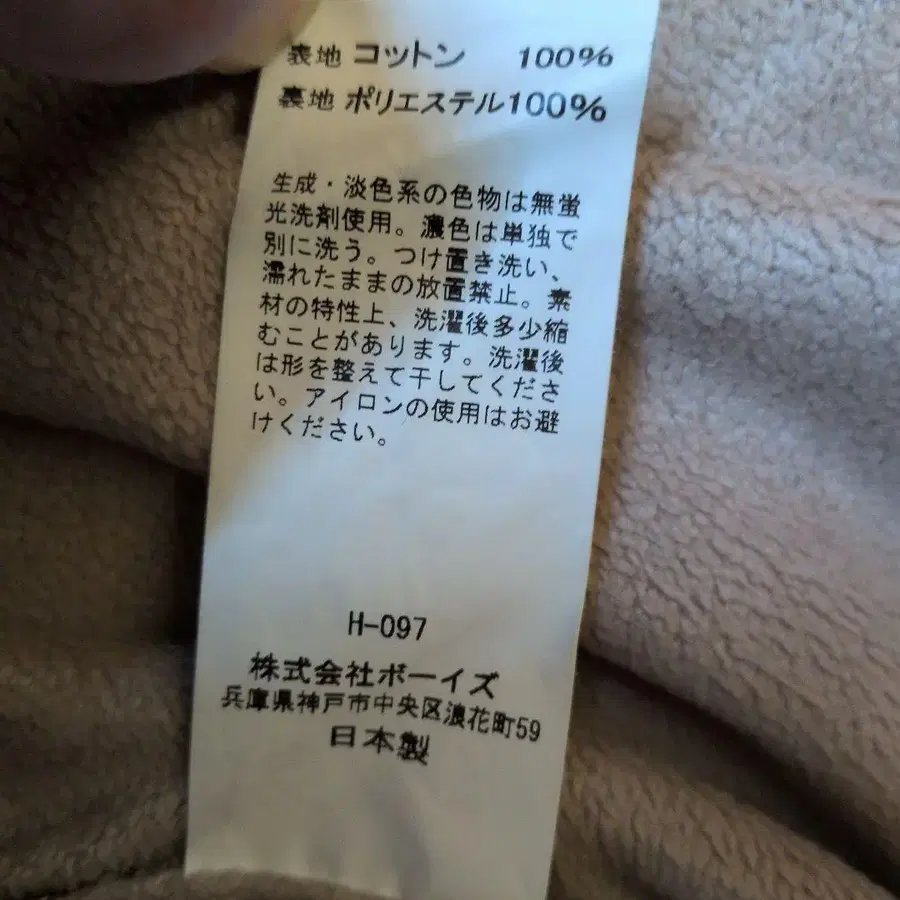 表地 コットン 100%
裏地 ポリエステル100%
生成・淡色系の色物は無蛍
光洗剤使用。濃色は単独で
別に洗う。つけ置き洗い、
濡れたままの放置禁止。素
材の特性上、洗濯後多少縮
むことがあります。洗濯後
は形を整えて干してくださ
い。アイロンの使用はお避
けください。
H-097
株式会社ボーイズ
兵庫県神戸市中央区浪花町59
日本製